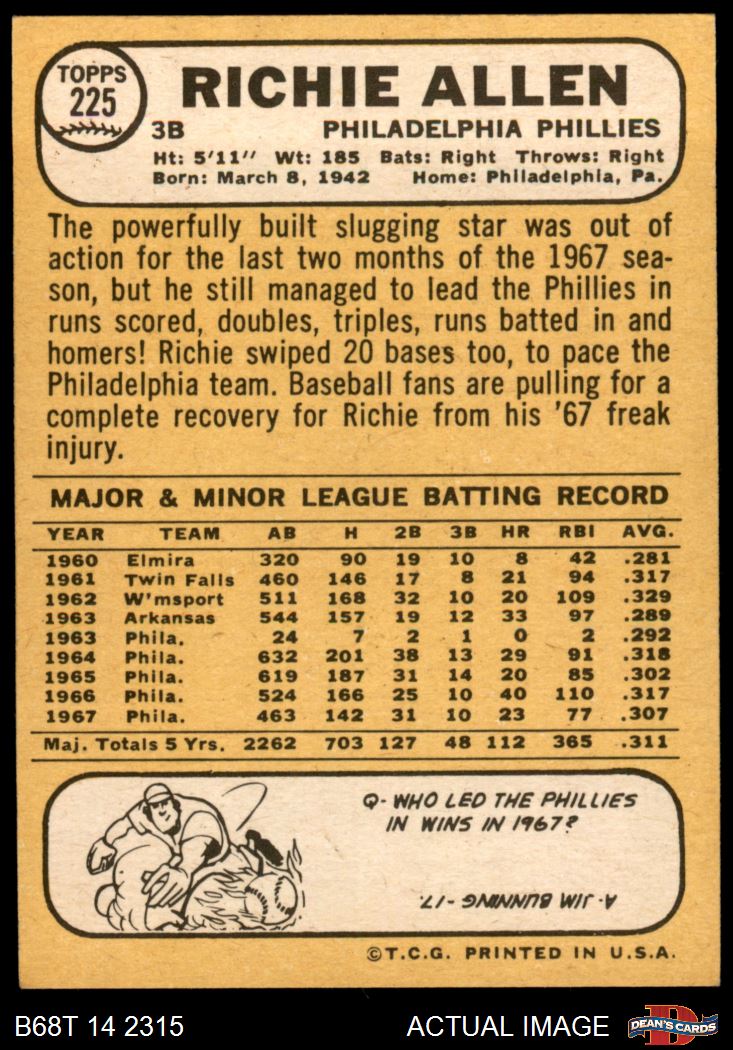 TOPPS
225
RICHIE ALLEN
3B PHILADELPHIA PHILLIES
Ht: 5'11" Wt: 185 Bats: Right Throws: Right
Born: March 8, 1942 Home: Philadelphia, Pa.
The powerfully built slugging star was out of
action for the last two months of the 1967 sea-
son, but he still managed to lead the Phillies in
runs scored, doubles, triples, runs batted in and
homers! Richie swiped 20 bases too, to pace the
Philadelphia team. Baseball fans are pulling for a
complete recovery for Richie from his '67 freak
injury.
MAJOR & MINOR LEAGUE BATTING RECORD
YEAR TEAM AB H 2B 3B HR RBI AVG.
1960 Elmira 320 90 19 10 8 42 .281
1961 Twin Falls 460 146 17 8 21 94 .317
1962 W'msport 511 168 32 10 20 109 .329
1963 Arkansas 544 157 19 12 33 97 .289
1963 Phila. 24 7 2 1 0 2 .292
1964 Phila. 632 201 38 13 29 91 .318
1965 Phila. 619 187 31 14 20 85 .302
1966 Phila. 524 166 25 10 40 110 .317
1967 Phila. 463 142 31 10 23 77 .307
Maj. Totals 5 Yrs. 2262 703 127 48 112 365 .311
Q- WHO LED THE PHILLIES
IN WINS IN 1967?
A- JIM BUNNING -17.
©T.C.G. PRINTED IN U.S.A.
B68T 14 2315 ACTUAL IMAGE D DEAN'S CARDS